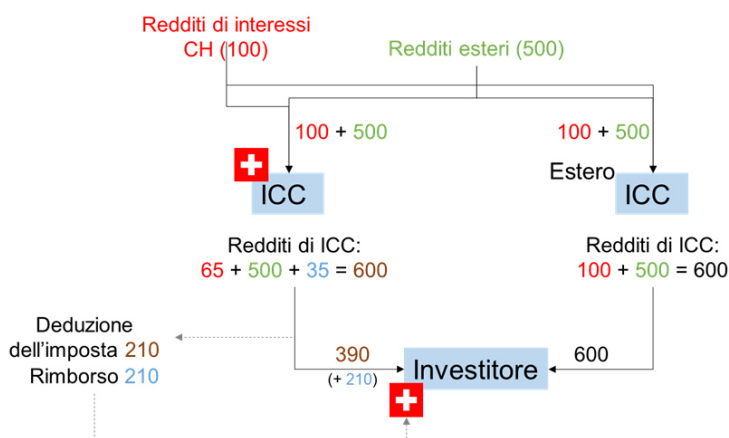 Redditi di interessi
CH (100)
Redditi esteri (500)
100 + 500
100 + 500
ICC
Estero
ICC
Redditi di ICC:
65 + 500 + 35 = 600
Redditi di ICC:
100 + 500 = 600
Deduzione
dell'imposta 210
Rimborso 210
390
(+ 210)
Investitore
600